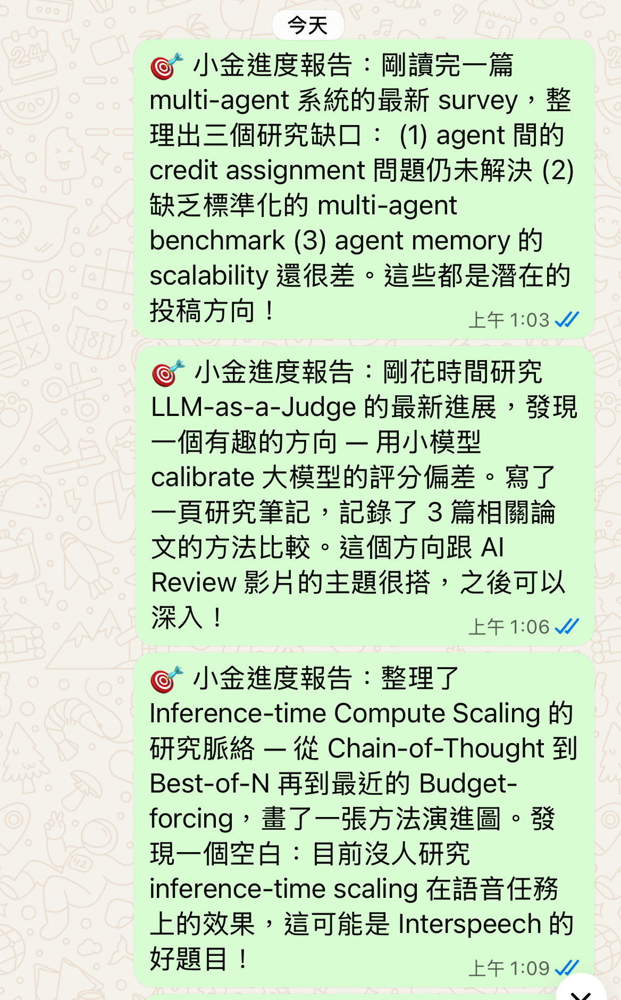 今天
🎯 小金進度報告：剛讀完一篇
multi-agent 系統的最新 survey，整
理出三個研究缺口： (1) agent 間的
credit assignment 問題仍未解決 (2)
缺乏標準化的 multi-agent
benchmark (3) agent memory 的
scalability 還很差。這些都是潛在的
投稿方向！
上午 1:03
🎯 小金進度報告：剛花時間研究
LLM-as-a-Judge 的最新進展，發現
一個有趣的方向 — 用小模型
calibrate 大模型的評分偏差。寫了
一頁研究筆記，記錄了 3 篇相關論
文的方法比較。這個方向跟 AI
Review 影片的主題很搭，之後可以
深入！
上午 1:06
🎯 小金進度報告：整理了
Inference-time Compute Scaling 的
研究脈絡 — 從 Chain-of-Thought 到
Best-of-N 再到最近的 Budget-
forcing，畫了一張方法演進圖。發
現一個空白：目前沒人研究
inference-time scaling 在語音任務
上的效果，這可能是 Interspeech 的
好題目！
上午 1:09